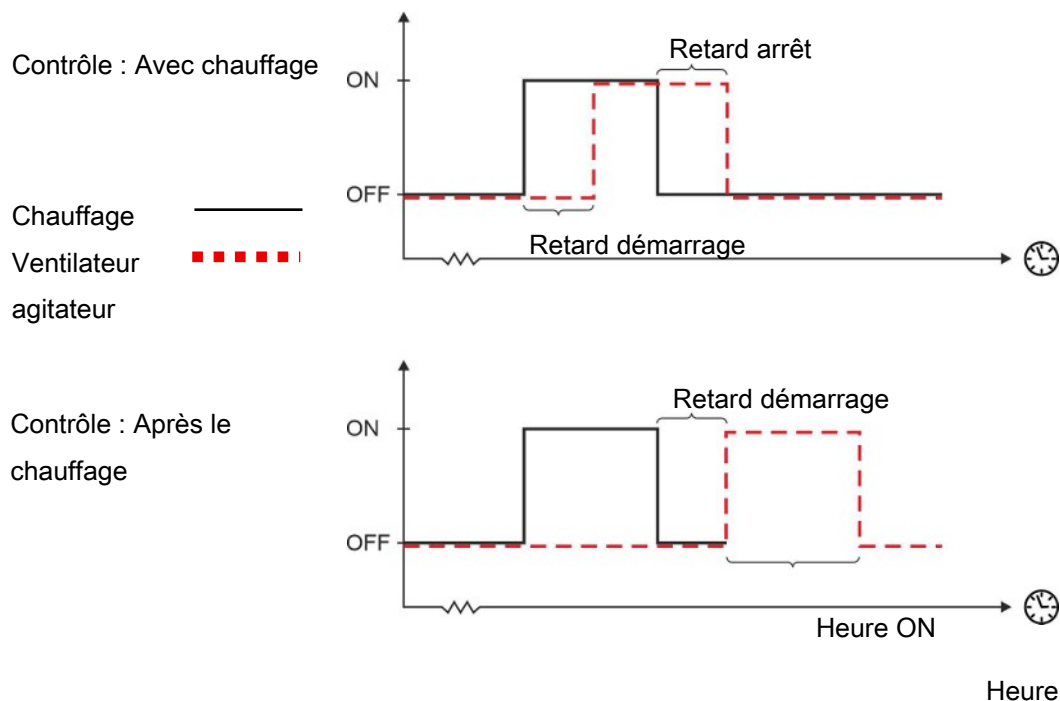 Retard arrêt
Contrôle : Avec chauffage
ON
OFF
Chauffage
Retard démarrage
Ventilateur
agitateur
Retard démarrage
Contrôle : Après le
ON
chauffage
OFF
Heure ON
Heure